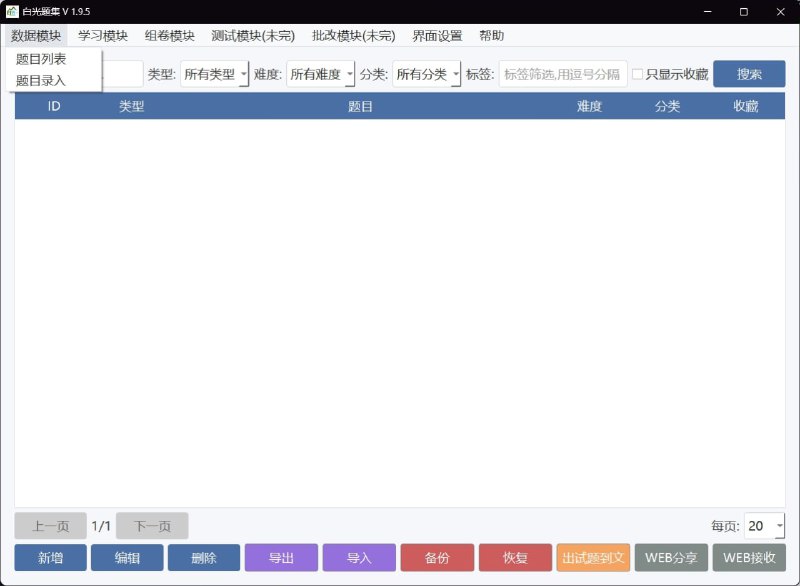 白光题集 V 1.9.5
数据模块 学习模块 组卷模块 测试模块(未完) 批改模块(未完) 界面设置 帮助
题目列表
题目录入
类型: 所有类型 难度: 所有难度 分类: 所有分类 标签: 标签筛选,用逗号分隔 只显示收藏 搜索
ID 类型 题目 难度 分类 收藏
上一页 1/1 下一页 每页: 20
新增 编辑 删除 导出 导入 备份 恢复 出试题到文 WEB分享 WEB接收